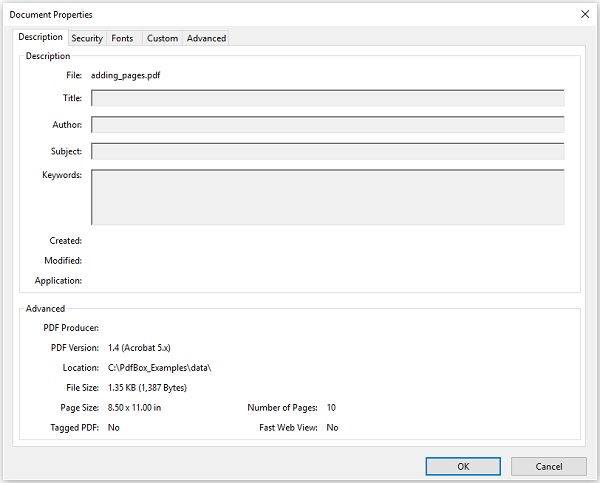 Document Properties
Description Security Fonts Custom Advanced
Description
File: adding_pages.pdf
Title:
Author:
Subject:
Keywords:
Created:
Modified:
Application:
Advanced
PDF Producer:
PDF Version: 1.4 (Acrobat 5.x)
Location: C:\PdfBox_Examples\data\
File Size: 1.35 KB (1,387 Bytes)
Page Size: 8.50 x 11.00 in Number of Pages: 10
Tagged PDF: No Fast Web View: No
OK Cancel